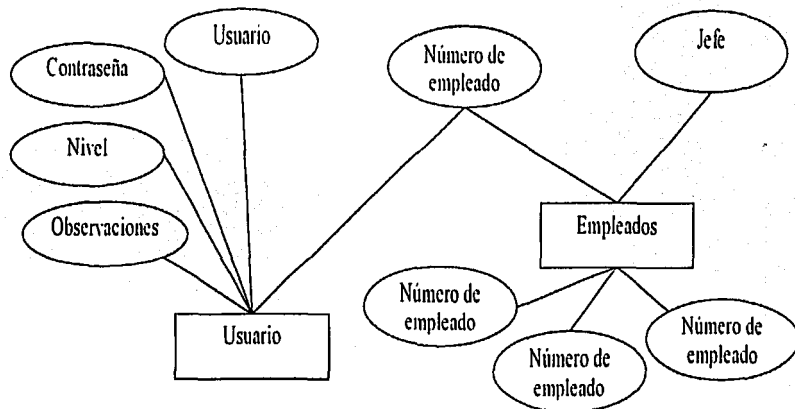 Usuario
Contraseña
Nivel
Observaciones
Usuario
Número de
empleado
Jefe
Empleados
Número de
empleado
Número de
empleado
Número de
empleado